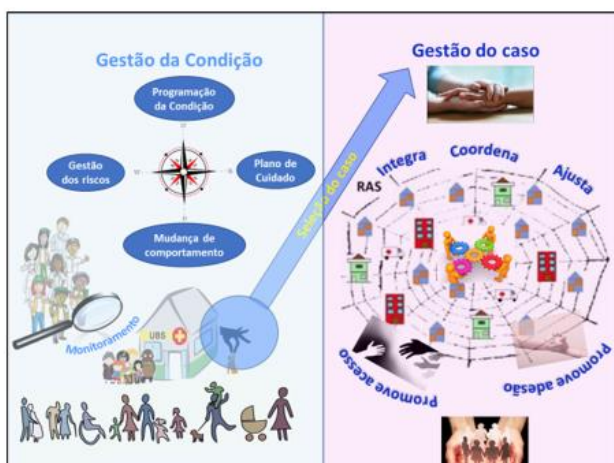 Gestão da Condição
Programação
da Condição
Gestão
dos riscos
Plano de
Cuidado
Mudança de
comportamento
Monitoramento
UBS
Seleção do caso
Gestão do caso
RAS
Integra
Coordena
Ajusta
Promove acesso
Promove adesão